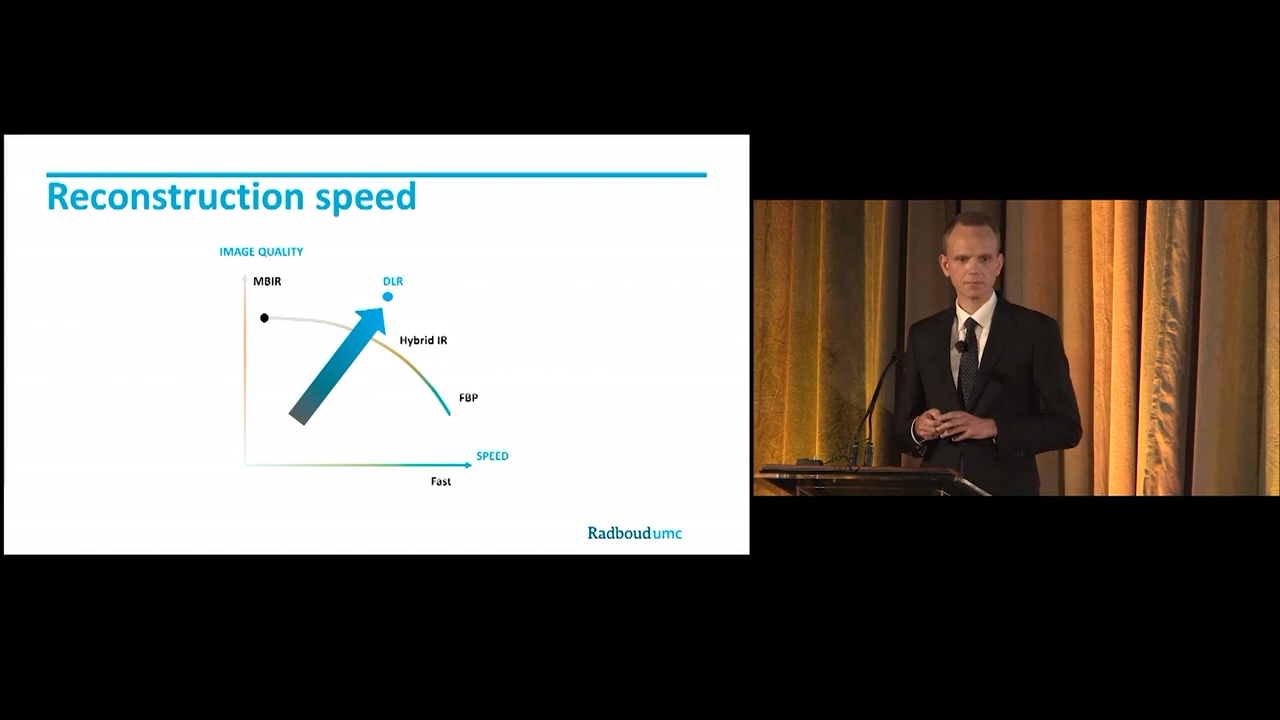 Reconstruction speed
IMAGE QUALITY
MBIR
DLR
Hybrid IR
FBP
SPEED
Fast
Radboudumc